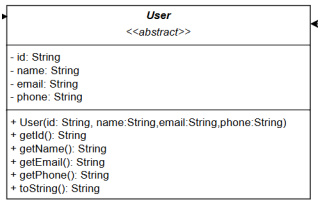 User
<<abstract>>
- id: String
- name: String
- email: String
- phone: String
+ User(id: String, name:String,email:String,phone:String)
+ getId(): String
+ getName(): String
+ getEmail(): String
+ getPhone(): String
+ toString(): String